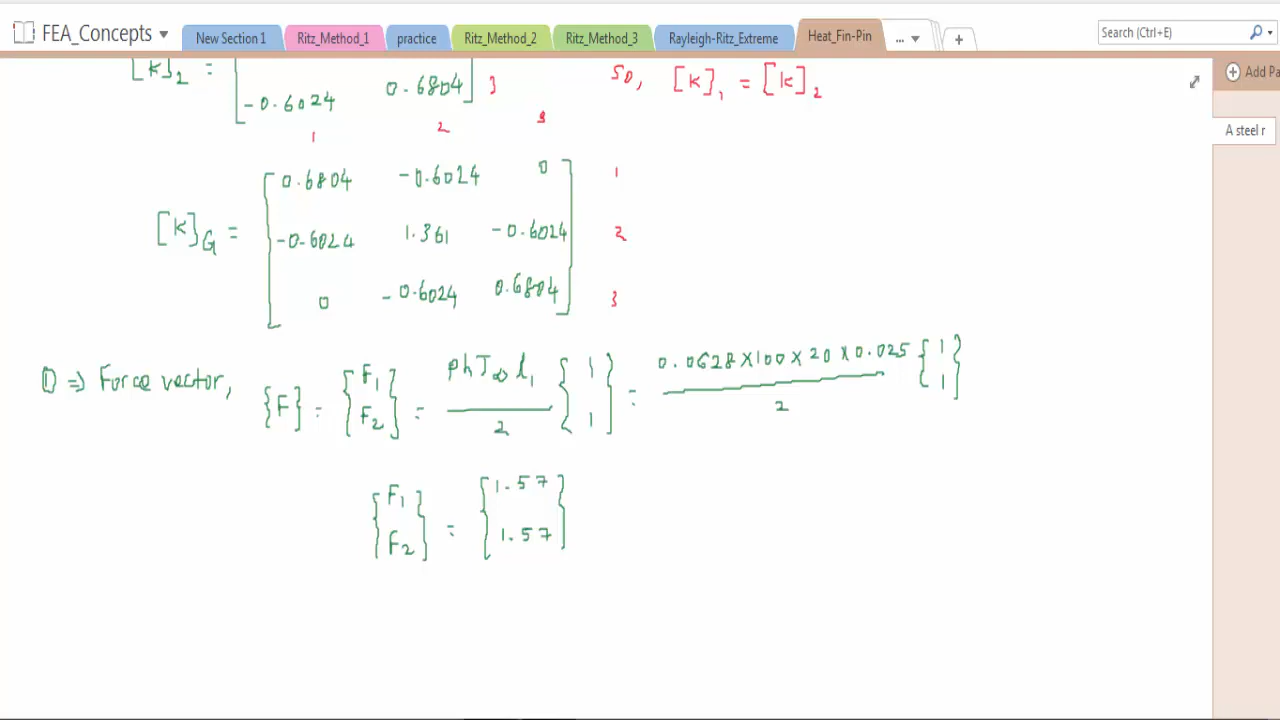 FEA_Concepts
New Section 1 Ritz_Method_1 practice Ritz_Method_2 Ritz_Method_3 Rayleigh-Ritz_Extreme Heat_Fin-Pin ...
Search (Ctrl+E)
Add Pa
A steel r
[K]2 = -0.6024 0.6804 3 So, [K]1 = [K]2
1 2 3
0.6804 -0.6024 0 1
[K]G = -0.6024 1.361 -0.6024 2
0 -0.6024 0.6804 3
① ⇒ Force vector, {F} = {F1 F2} = phT∞l1 / 2 {1 1} = 0.0628×100×20×0.025 / 2 {1 1}
{F1 F2} = {1.57 1.57}